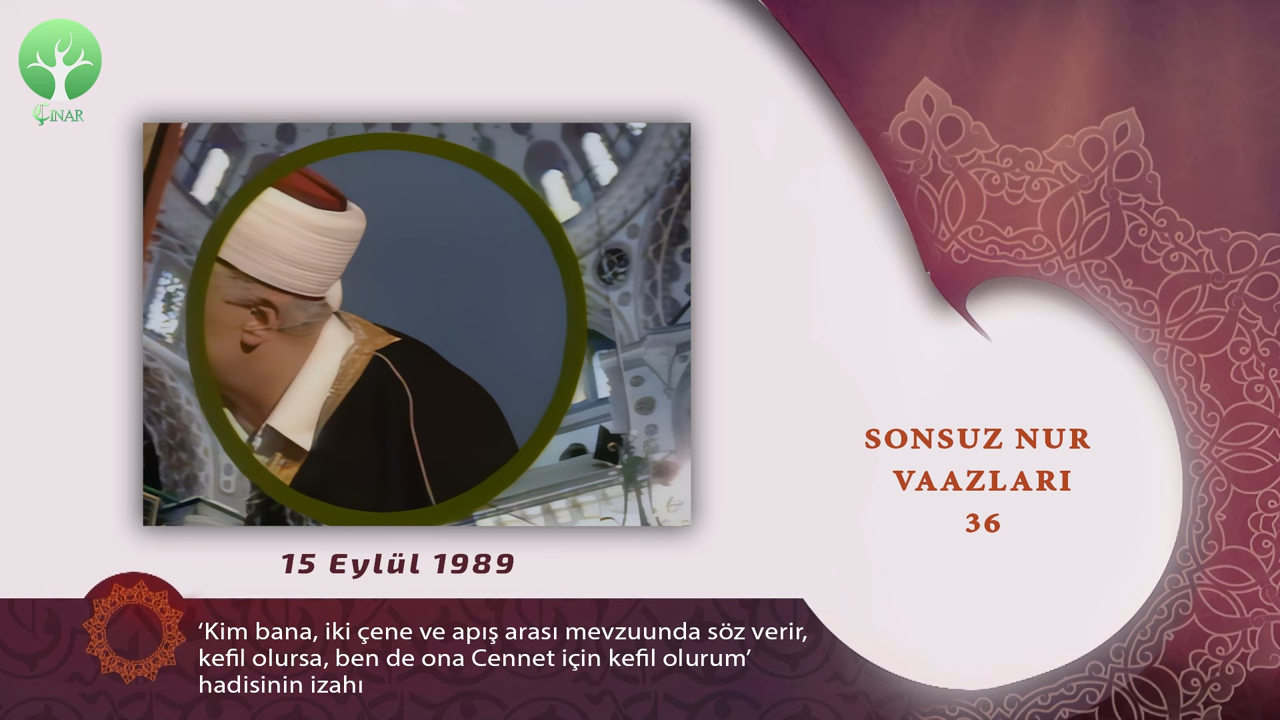 ÇINAR
SONSUZ NUR
VAAZLARI
36
15 Eylül 1989
‘Kim bana, iki çene ve apış arası mevzuunda söz verir,
kefil olursa, ben de ona Cennet için kefil olurum’
hadisinin izahı